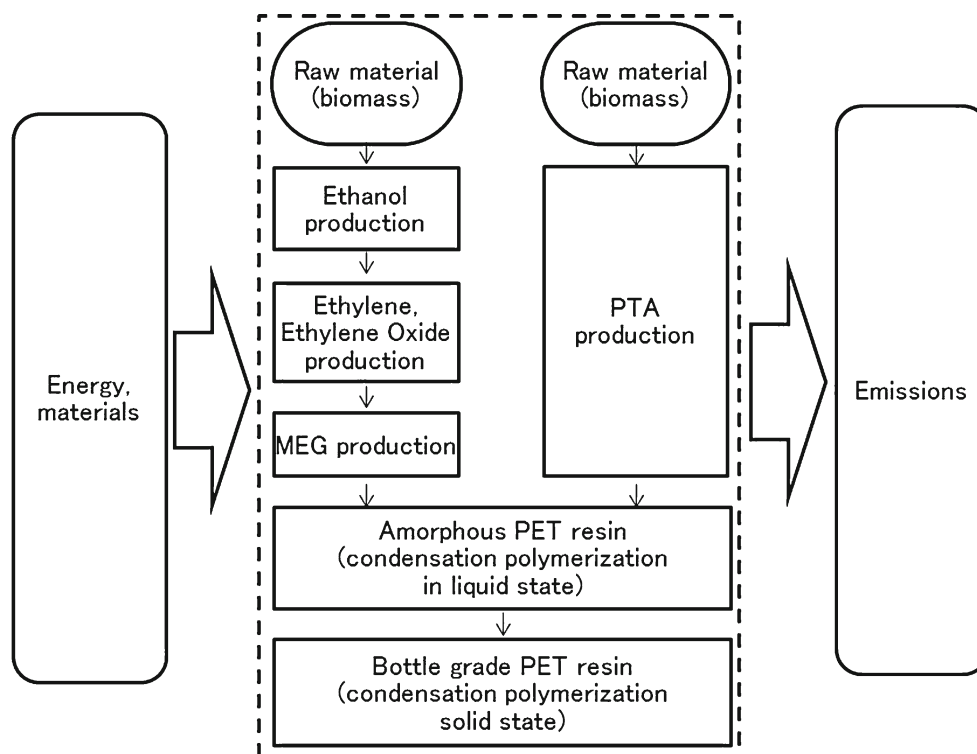 Raw material
(biomass)
Raw material
(biomass)
Ethanol
production
Ethylene,
Ethylene Oxide
production
MEG production
PTA
production
Energy,
materials
Emissions
Amorphous PET resin
(condensation polymerization
in liquid state)
Bottle grade PET resin
(condensation polymerization
solid state)